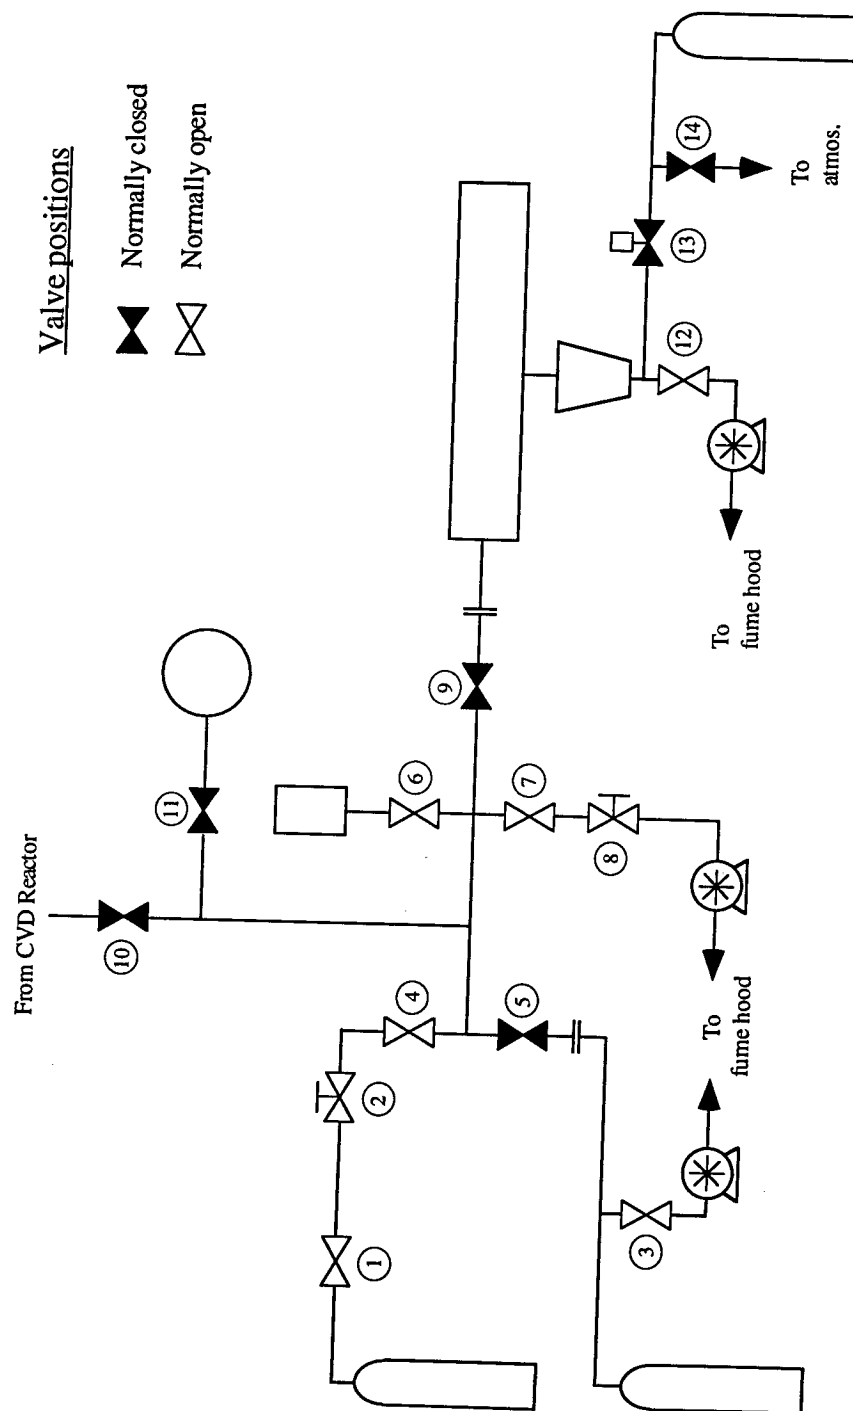 Valve positions
Normally closed
Normally open
From CVD Reactor
10
11
6
9
7
8
4
5
2
1
3
12
13
14
To
atmos.
To
fume hood
To
fume hood